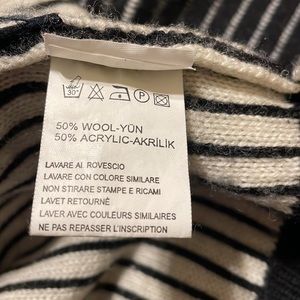 30°
P
50% WOOL-YÜN
50% ACRYLIC-AKRİLİK
LAVARE AL ROVESCIO
LAVARE CON COLORE SIMILARE
NON STIRARE STAMPE E RICAMI
LAVET RETOURNÉ
LAVER AVEC COULEURS SIMILAIRES
NE PAS REPASSER L'INSCRIPTION